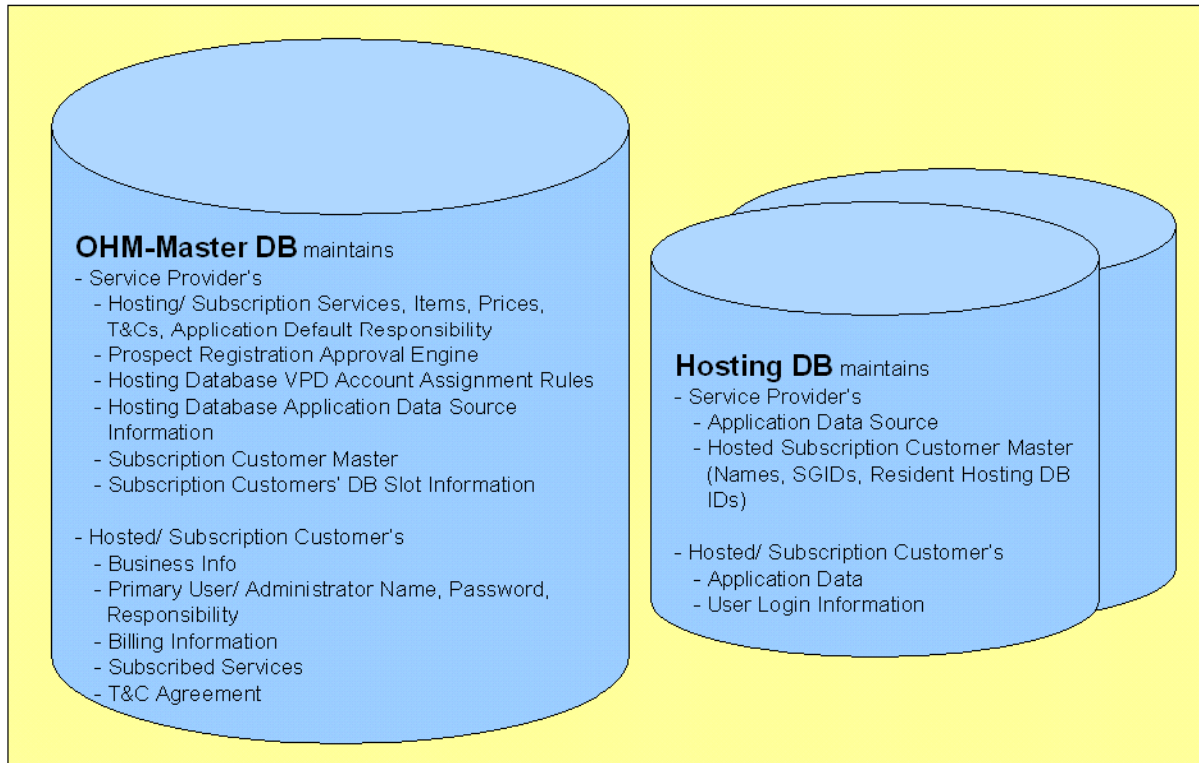 OHM-Master DB maintains
- Service Provider's
- Hosting/ Subscription Services, Items, Prices,
T&Cs, Application Default Responsibility
- Prospect Registration Approval Engine
- Hosting Database VPD Account Assignment Rules
- Hosting Database Application Data Source
Information
- Subscription Customer Master
- Subscription Customers' DB Slot Information
- Hosted/ Subscription Customer's
- Business Info
- Primary User/ Administrator Name, Password,
Responsibility
- Billing Information
- Subscribed Services
- T&C Agreement
Hosting DB maintains
- Service Provider's
- Application Data Source
- Hosted Subscription Customer Master
(Names, SGIDs, Resident Hosting DB
IDs)
- Hosted/ Subscription Customer's
- Application Data
- User Login Information